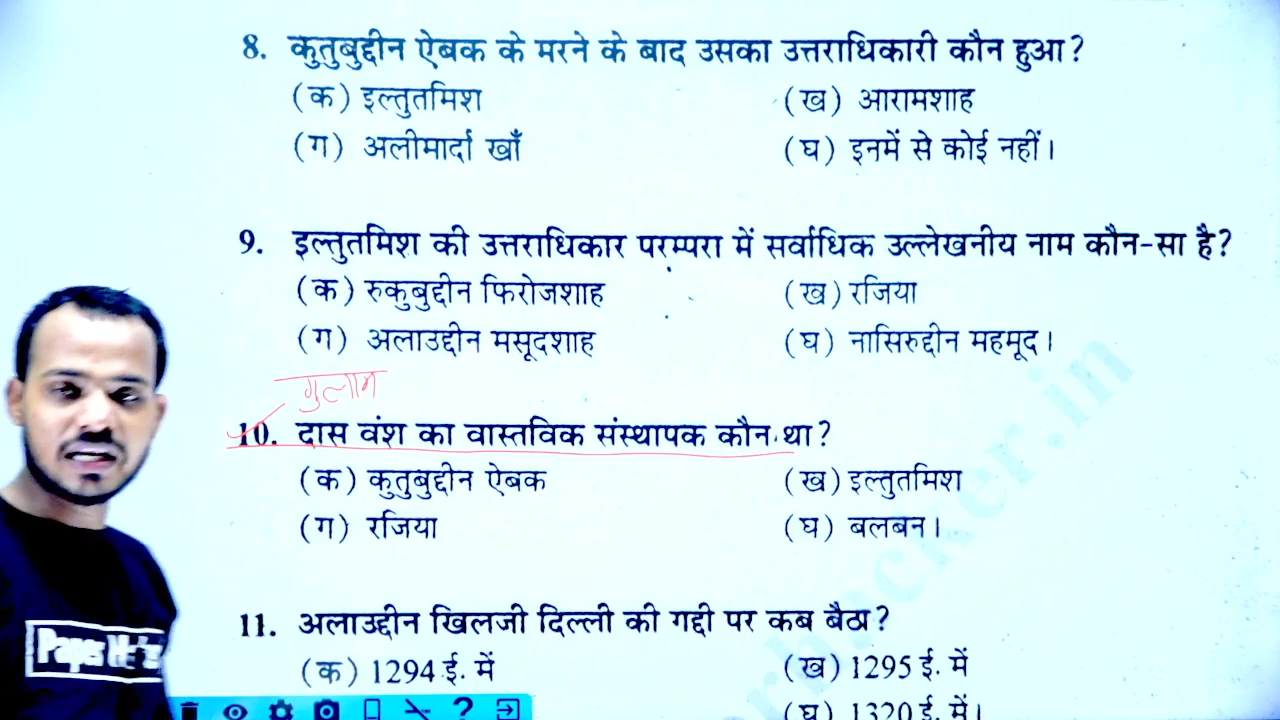 8. कुतुबुद्दीन ऐबक के मरने के बाद उसका उत्तराधिकारी कौन हुआ?
(क) इल्तुतमिश (ख) आरामशाह
(ग) अलीमार्दा खाँ (घ) इनमें से कोई नहीं।
9. इल्तुतमिश की उत्तराधिकार परम्परा में सर्वाधिक उल्लेखनीय नाम कौन-सा है?
(क) रुकुबुद्दीन फिरोजशाह (ख) रजिया
(ग) अलाउद्दीन मसूदशाह (घ) नासिरुद्दीन महमूद।
गुलाम
10. दास वंश का वास्तविक संस्थापक कौन था?
(क) कुतुबुद्दीन ऐबक (ख) इल्तुतमिश
(ग) रजिया (घ) बलबन।
11. अलाउद्दीन खिलजी दिल्ली की गद्दी पर कब बैठा?
(क) 1294 ई. में (ख) 1295 ई. में
(घ) 1320 ई. में।